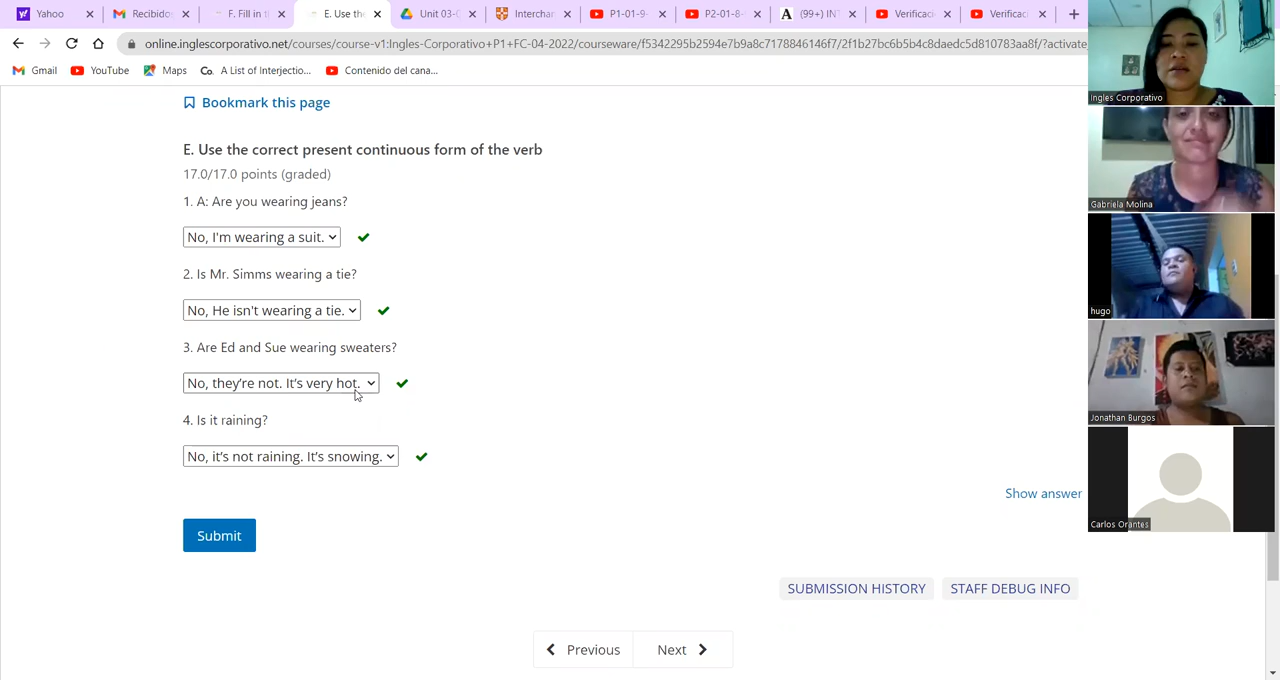 Yahoo
Recibidos
F. Fill in t
E. Use the
Unit 03-
Interchan
P1-01-9-
P2-01-8-
(99+) IN
Verificaci
Verificaci
online.inglescorporativo.net/courses/course-v1:Ingles-Corporativo+P1+FC-04-2022/courseware/f5342295b2594e7b9a8c7178846146f7/2f1b27bc6b5b4c8daedc5d810783aa8f/?activate_
Gmail
YouTube
Maps
Co. A List of Interjectio...
Contenido del cana...
Bookmark this page
E. Use the correct present continuous form of the verb
17.0/17.0 points (graded)
1. A: Are you wearing jeans?
No, I'm wearing a suit.
2. Is Mr. Simms wearing a tie?
No, He isn't wearing a tie.
3. Are Ed and Sue wearing sweaters?
No, they're not. It's very hot.
4. Is it raining?
No, it's not raining. It's snowing.
Show answer
Submit
SUBMISSION HISTORY
STAFF DEBUG INFO
Previous
Next
Ingles Corporativo
Gabriela Molina
hugo
Jonathan Burgos
Carlos Orantes